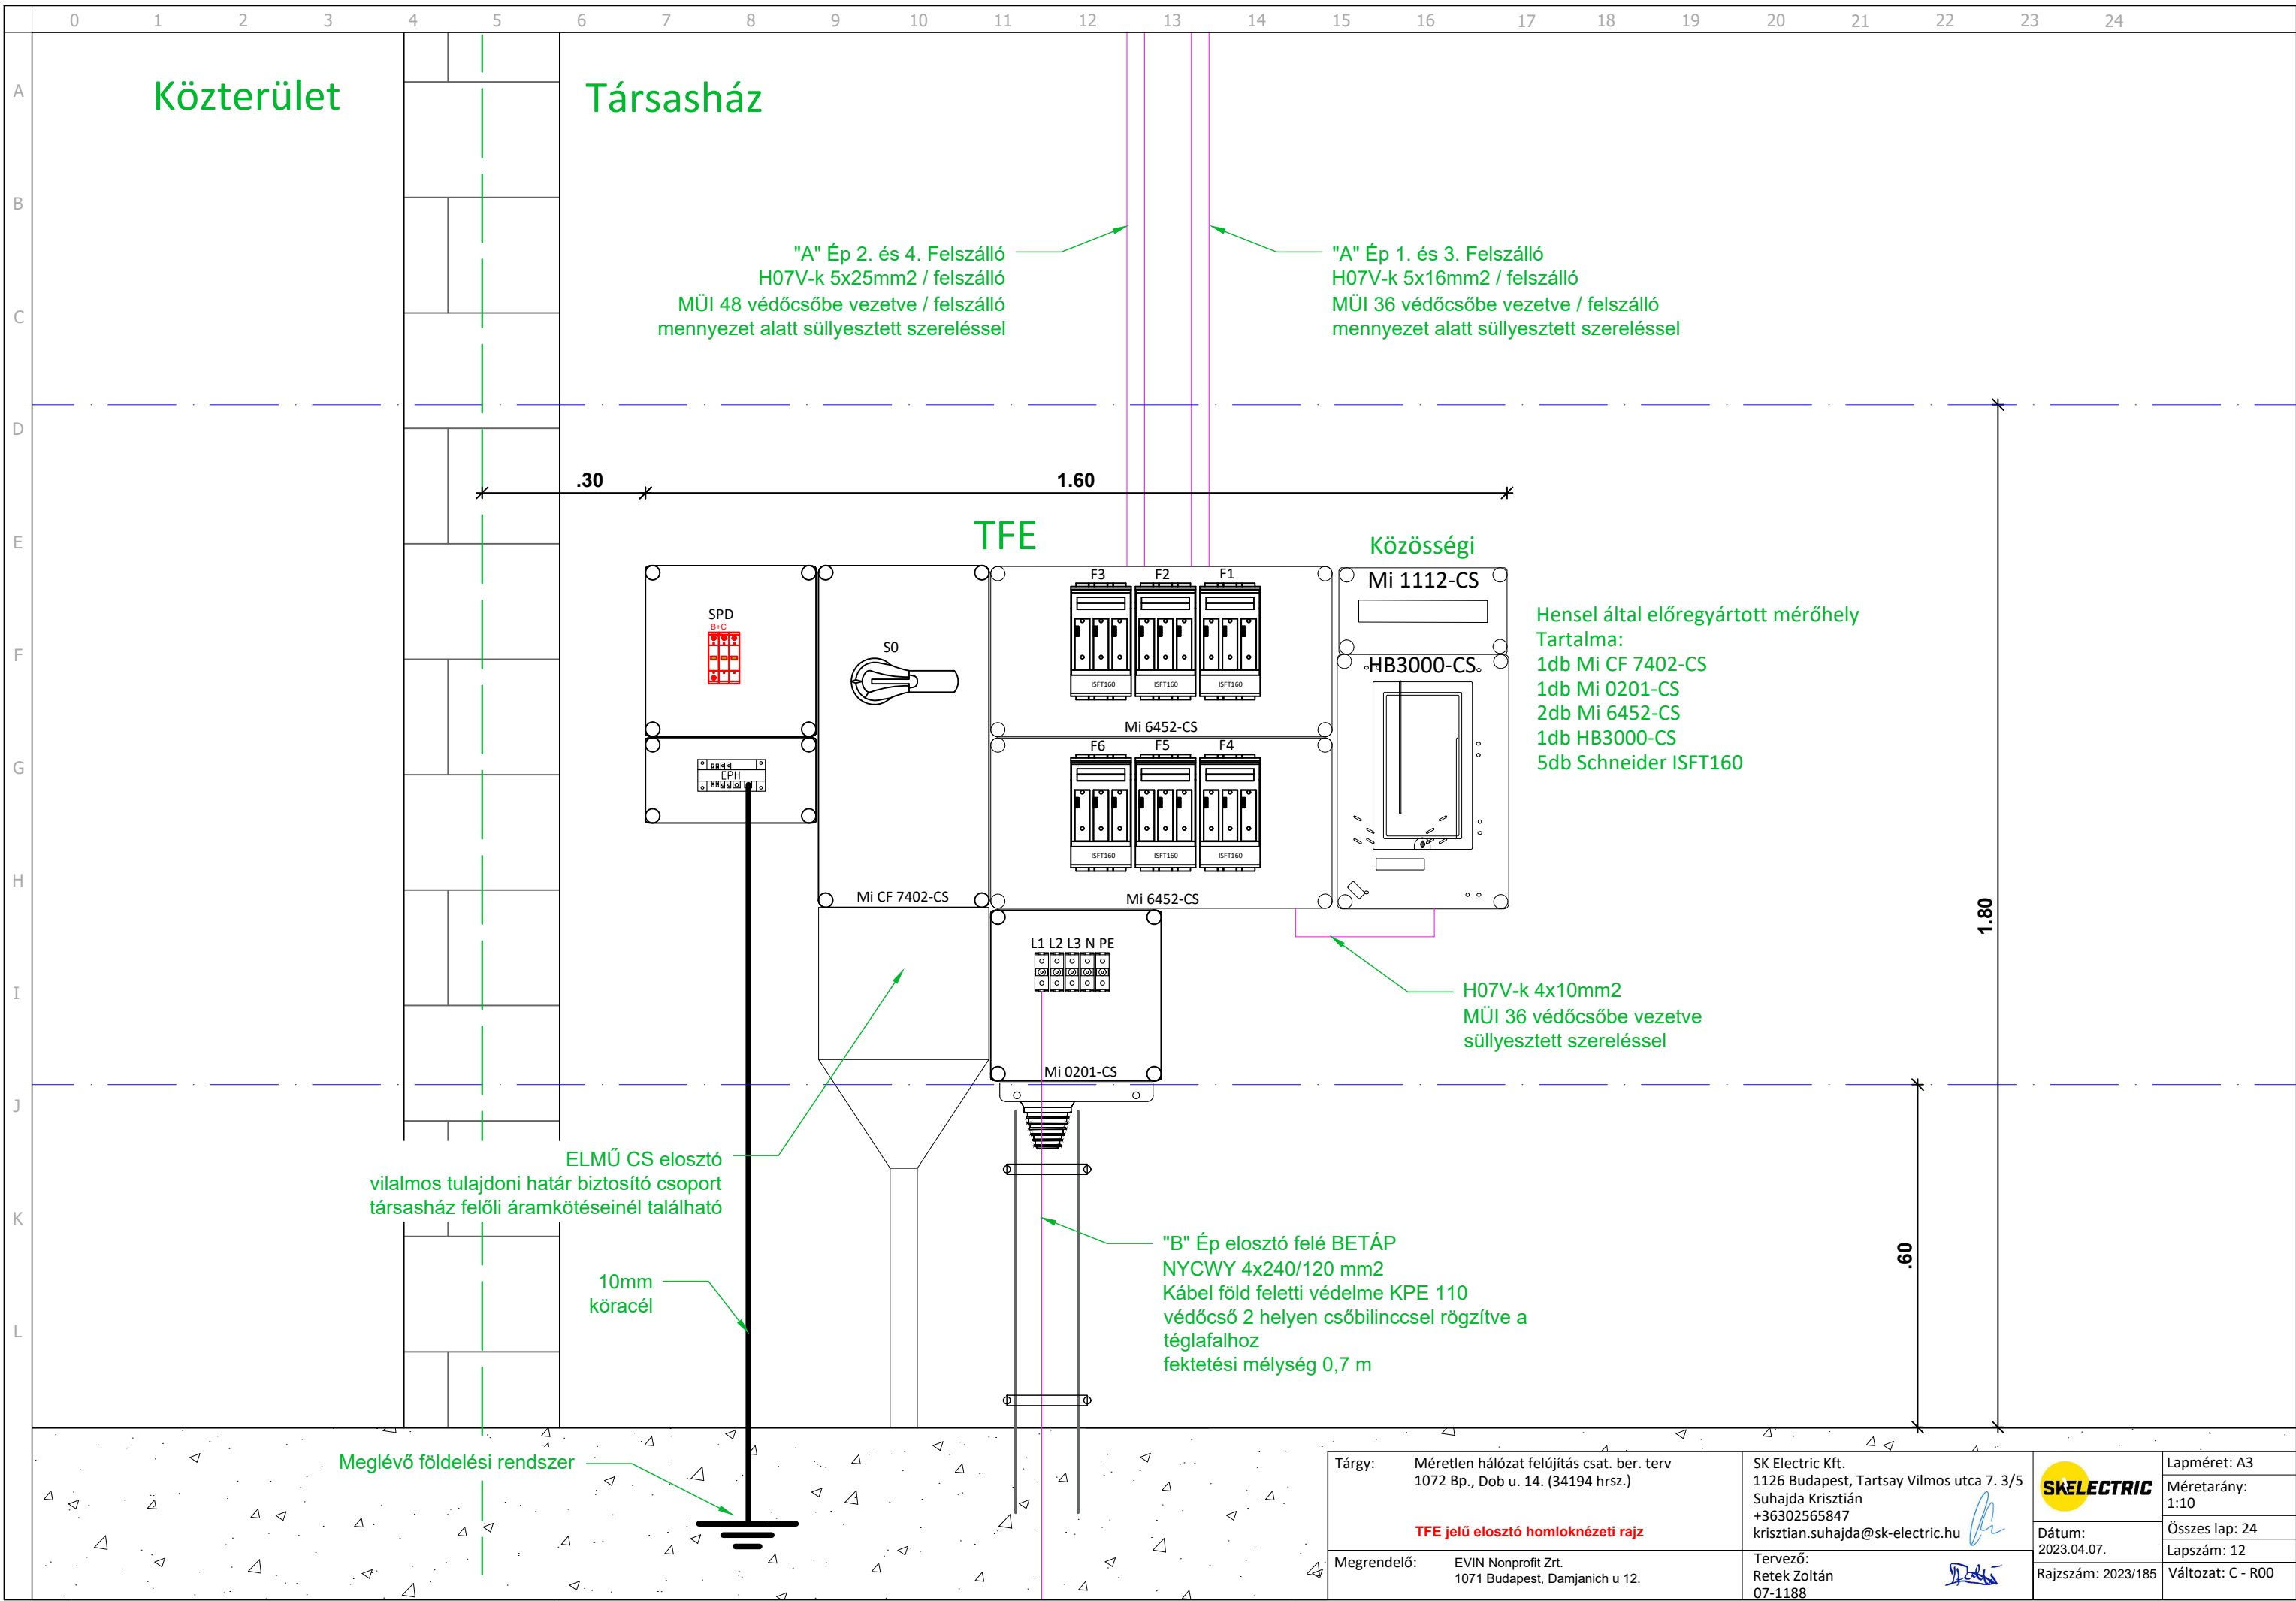 0 1 2 3 4 5 6 7 8 9 10 11 12 13 14 15 16 17 18 19 20 21 22 23 24
A
B
C
D
E
F
G
H
I
J
K
L
Közterület
Társasház
"A" Ép 2. és 4. Felszálló
H07V-k 5x25mm2 / felszálló
MÜI 48 védőcsőbe vezetve / felszálló
mennyezet alatt süllyesztett szereléssel
"A" Ép 1. és 3. Felszálló
H07V-k 5x16mm2 / felszálló
MÜI 36 védőcsőbe vezetve / felszálló
mennyezet alatt süllyesztett szereléssel
.30
1.60
TFE
Közösségi
SPD
B+C
S0
F3 F2 F1
ISFT160 ISFT160 ISFT160
Mi 6452-CS
Mi 1112-CS
HB3000-CS
EPH
F6 F5 F4
ISFT160 ISFT160 ISFT160
Mi CF 7402-CS
Mi 6452-CS
Hensel által előregyártott mérőhely
Tartalma:
1db Mi CF 7402-CS
1db Mi 0201-CS
2db Mi 6452-CS
1db HB3000-CS
5db Schneider ISFT160
1.80
L1 L2 L3 N PE
Mi 0201-CS
H07V-k 4x10mm2
MÜI 36 védőcsőbe vezetve
süllyesztett szereléssel
ELMŰ CS elosztó
vilalmos tulajdoni határ biztosító csoport
társasház felőli áramkötéseinél található
10mm
köracél
"B" Ép elosztó felé BETÁP
NYCWY 4x240/120 mm2
Kábel föld feletti védelme KPE 110
védőcső 2 helyen csőbilinccsel rögzítve a
téglafalhoz
fektetési mélység 0,7 m
.60
Meglévő földelési rendszer
Tárgy: Méretlen hálózat felújítás csat. ber. terv
1072 Bp., Dob u. 14. (34194 hrsz.)
TFE jelű elosztó homloknézeti rajz
Megrendelő: EVIN Nonprofit Zrt.
1071 Budapest, Damjanich u 12.
SK Electric Kft.
1126 Budapest, Tartsay Vilmos utca 7. 3/5
Suhajda Krisztián
+36302565847
krisztian.suhajda@sk-electric.hu
Tervező:
Retek Zoltán
07-1188
SKELECTRIC
Dátum:
2023.04.07.
Rajzszám: 2023/185
Lapméret: A3
Méretarány:
1:10
Összes lap: 24
Lapszám: 12
Változat: C - R00